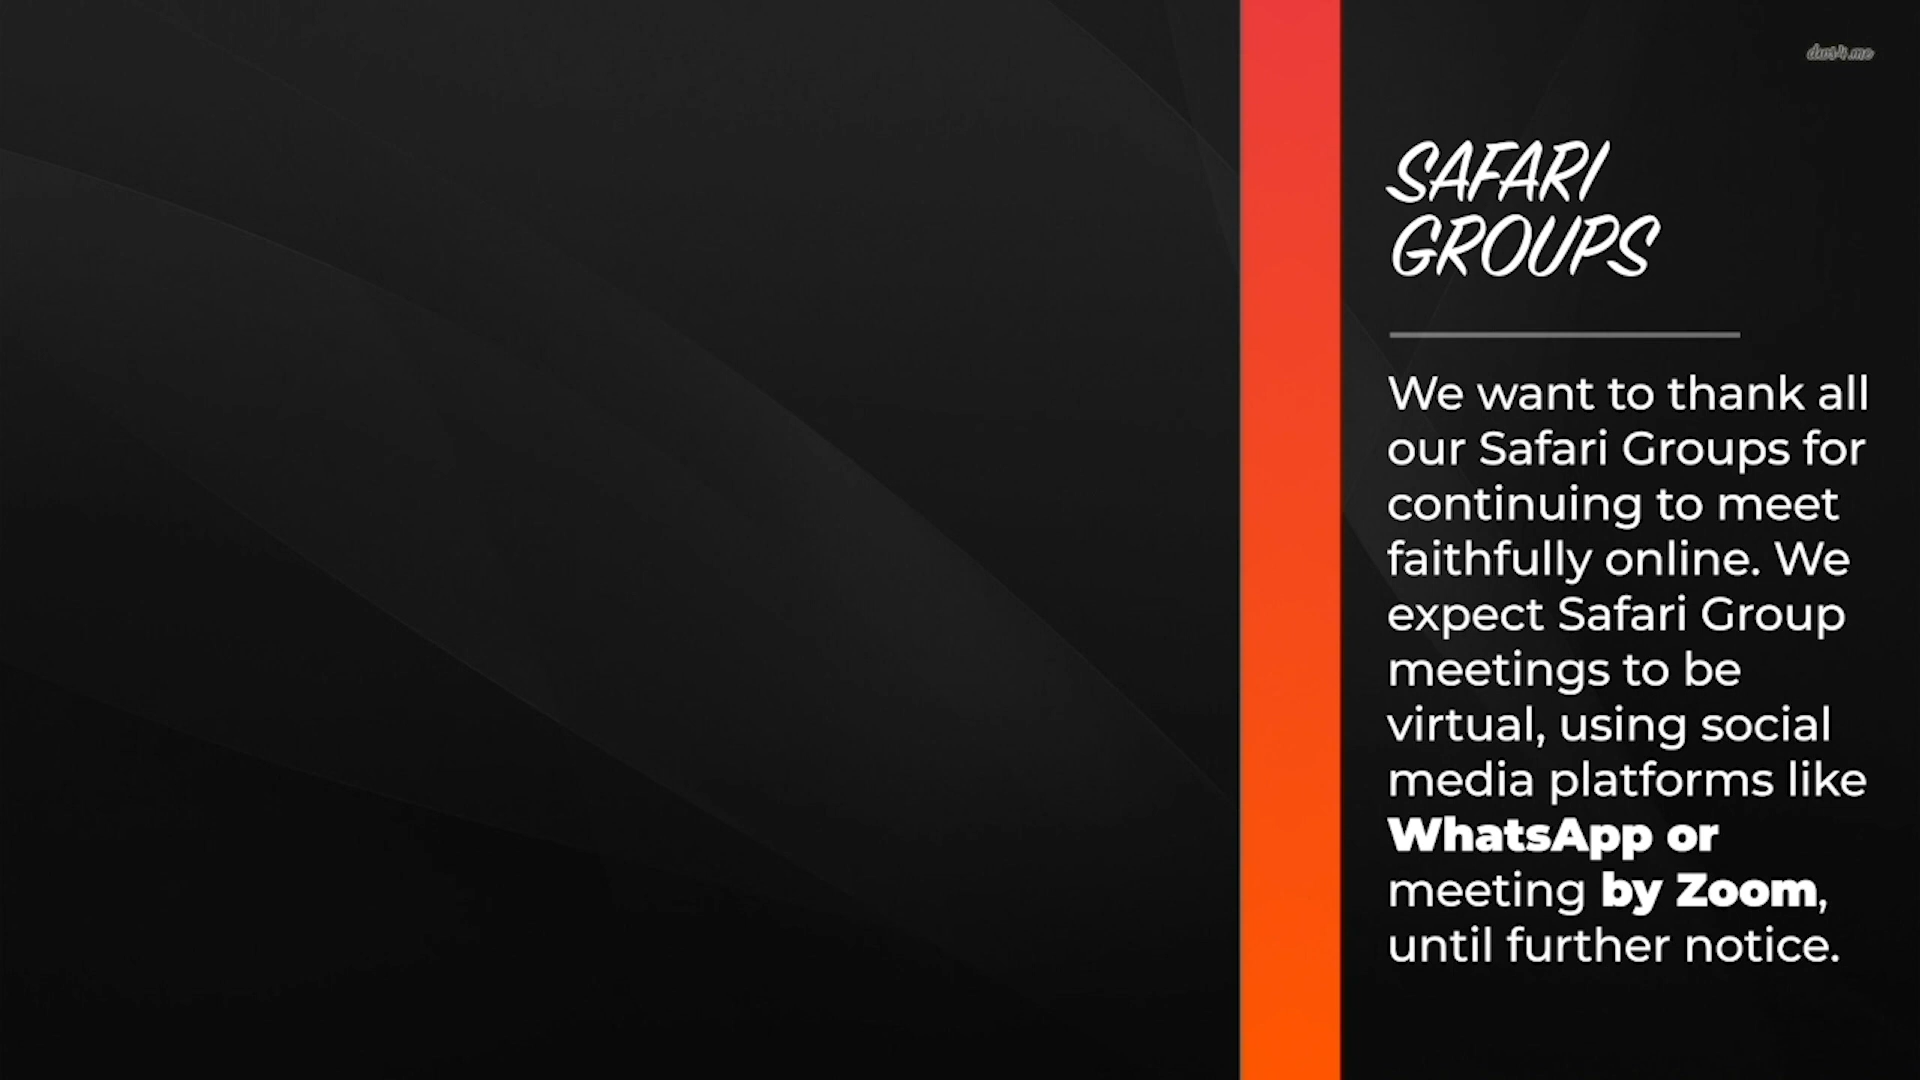 SAFARI
GROUPS
We want to thank all
our Safari Groups for
continuing to meet
faithfully online. We
expect Safari Group
meetings to be
virtual, using social
media platforms like
WhatsApp or
meeting by Zoom,
until further notice.